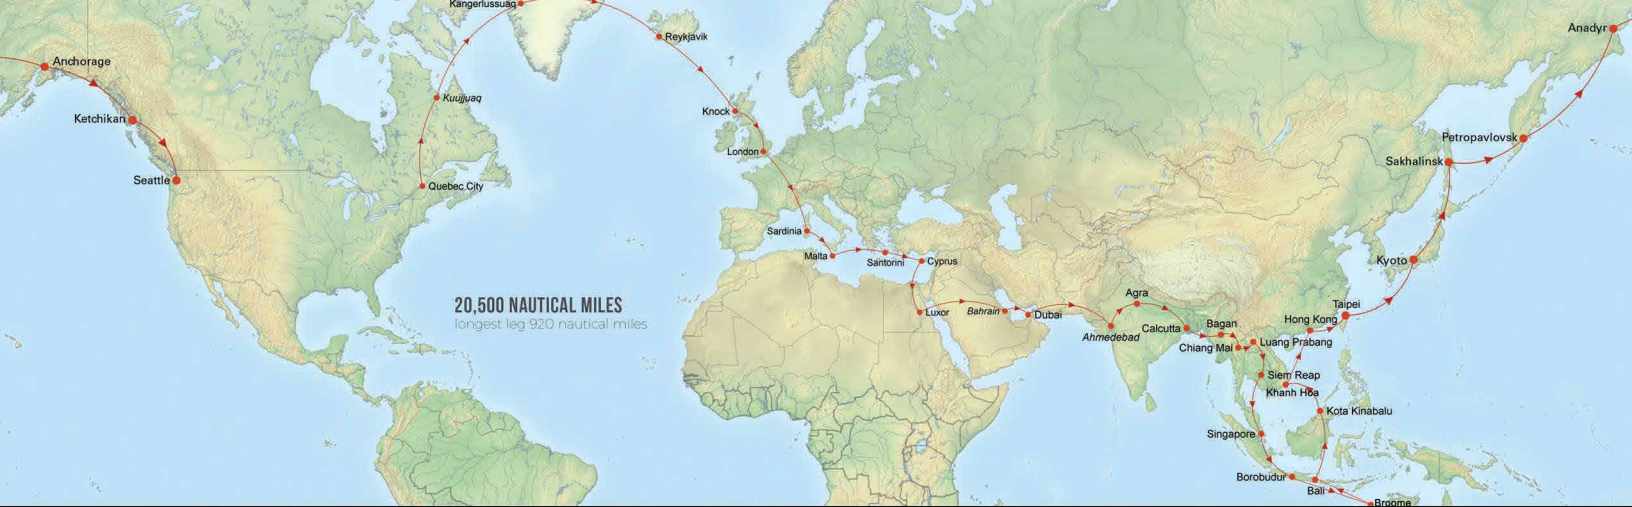 Kangerlussuaq
Anadyr
Reykjavik
Anchorage
Kuujjuaq
Knock
Ketchikan
Petropavlovsk
London
Sakhalinsk
Seattle
Quebec City
Sardinia
Malta
Santorini
Cyprus
Kyoto
20,500 NAUTICAL MILES
longest leg 920 nautical miles
Luxor
Bahrain
Dubai
Agra
Ahmedebad
Calcutta
Bagan
Taipei
Hong Kong
Chiang Mai
Luang Prabang
Siem Reap
Khanh Hoa
Kota Kinabalu
Singapore
Borobudur
Bali
Broome